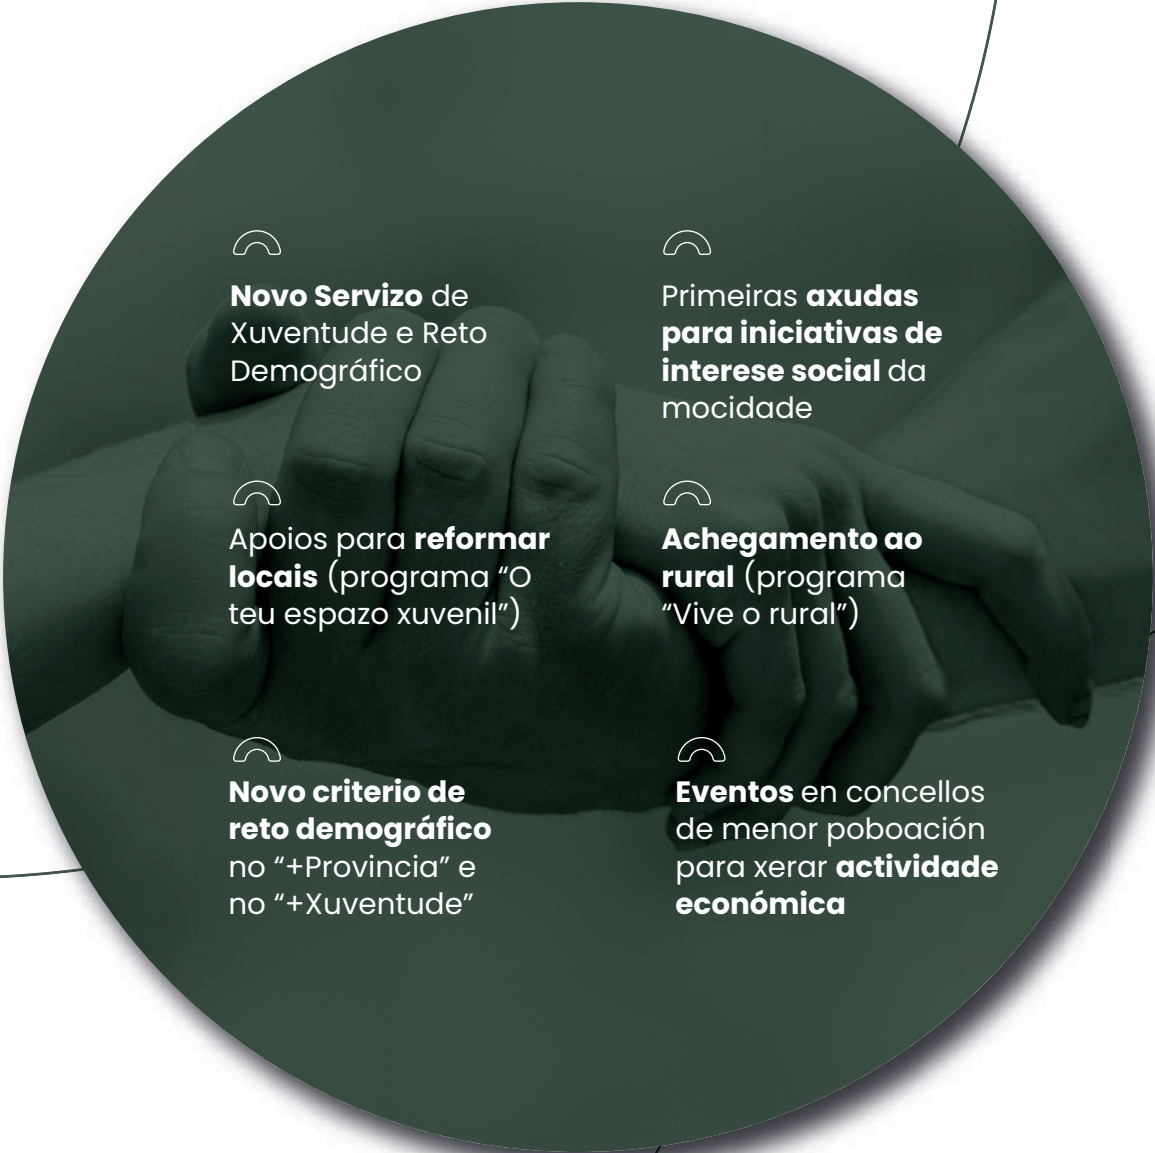 Novo Servizo de
Xuventude e Reto
Demográfico
Primeiras axudas
para iniciativas de
interese social da
mocidade
Apoios para reformar
locais (programa “O
teu espazo xuvenil”)
Achegamento ao
rural (programa
“Vive o rural”)
Novo criterio de
reto demográfico
no “+Provincia” e
no “+Xuventude”
Eventos en concellos
de menor poboación
para xerar actividade
económica